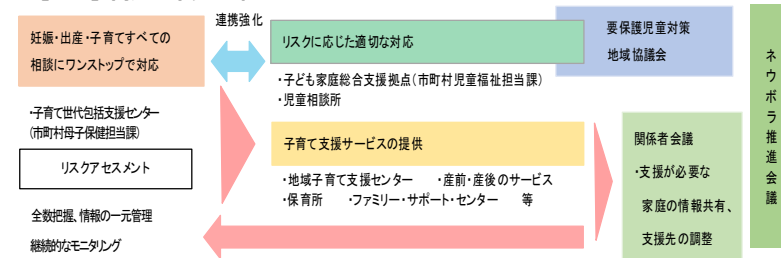 妊娠・出産・子育てすべての
相談にワンストップで対応
・子育て世代包括支援センター
(市町村母子保健担当課)
リスクアセスメント
全数把握、情報の一元管理
継続的なモニタリング
連携強化
リスクに応じた適切な対応
・子ども家庭総合支援拠点(市町村児童福祉担当課)
・児童相談所
子育て支援サービスの提供
・地域子育て支援センター ・産前・産後のサービス
・保育所 ・ファミリー・サポート・センター 等
要保護児童対策
地域協議会
関係者会議
・支援が必要な
家庭の情報共有、
支援先の調整
ネウボラ推進会議